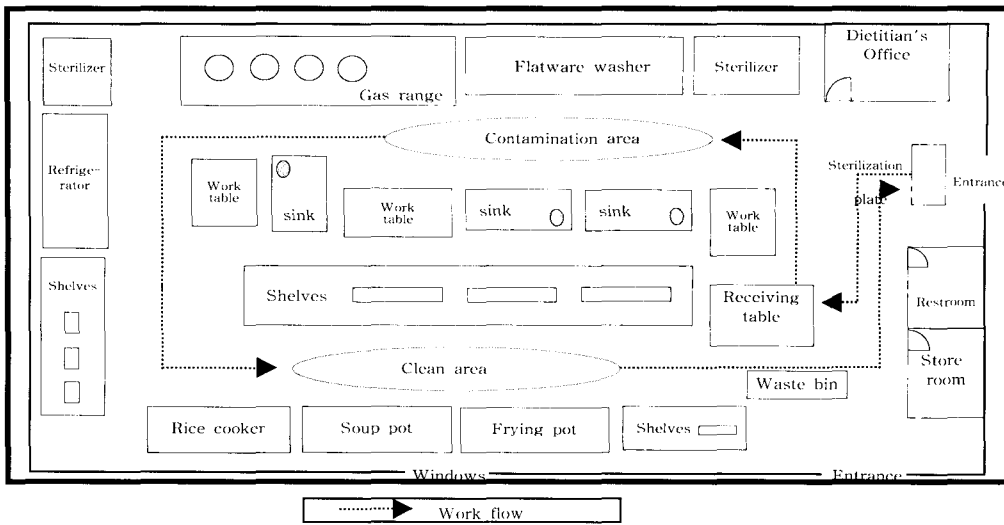 Dietitian's
Office
Sterilizer
Flatware washer
Sterilizer
Gas range
Contamination area
Refrige-
rator
Work
table
sink
Work
table
sink
sink
Work
table
Sterilization
plate
Entrance
Shelves
Shelves
Receiving
table
Restroom
Clean area
Store
room
Waste bin
Rice cooker
Soup pot
Frying pot
Shelves
Windows
Entrance
Work flow